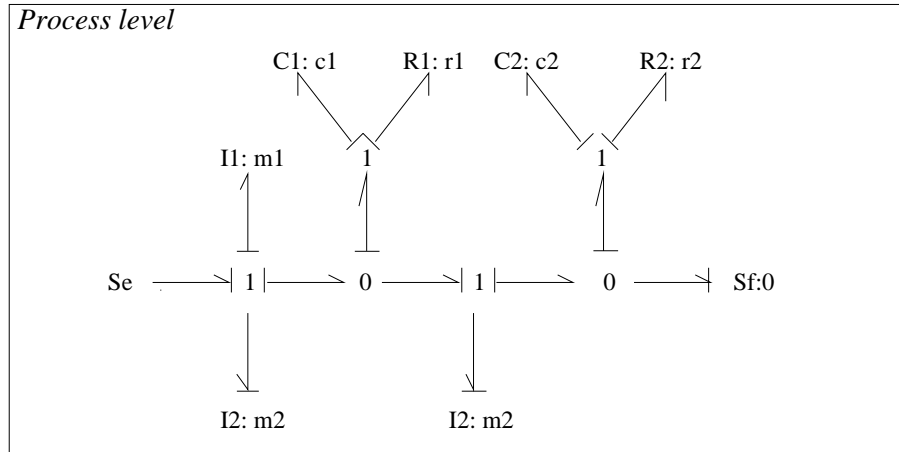 Process level
C1: c1 R1: r1 C2: c2 R2: r2
I1: m1 1 1
Se 1 0 1 0 Sf:0
I2: m2 I2: m2